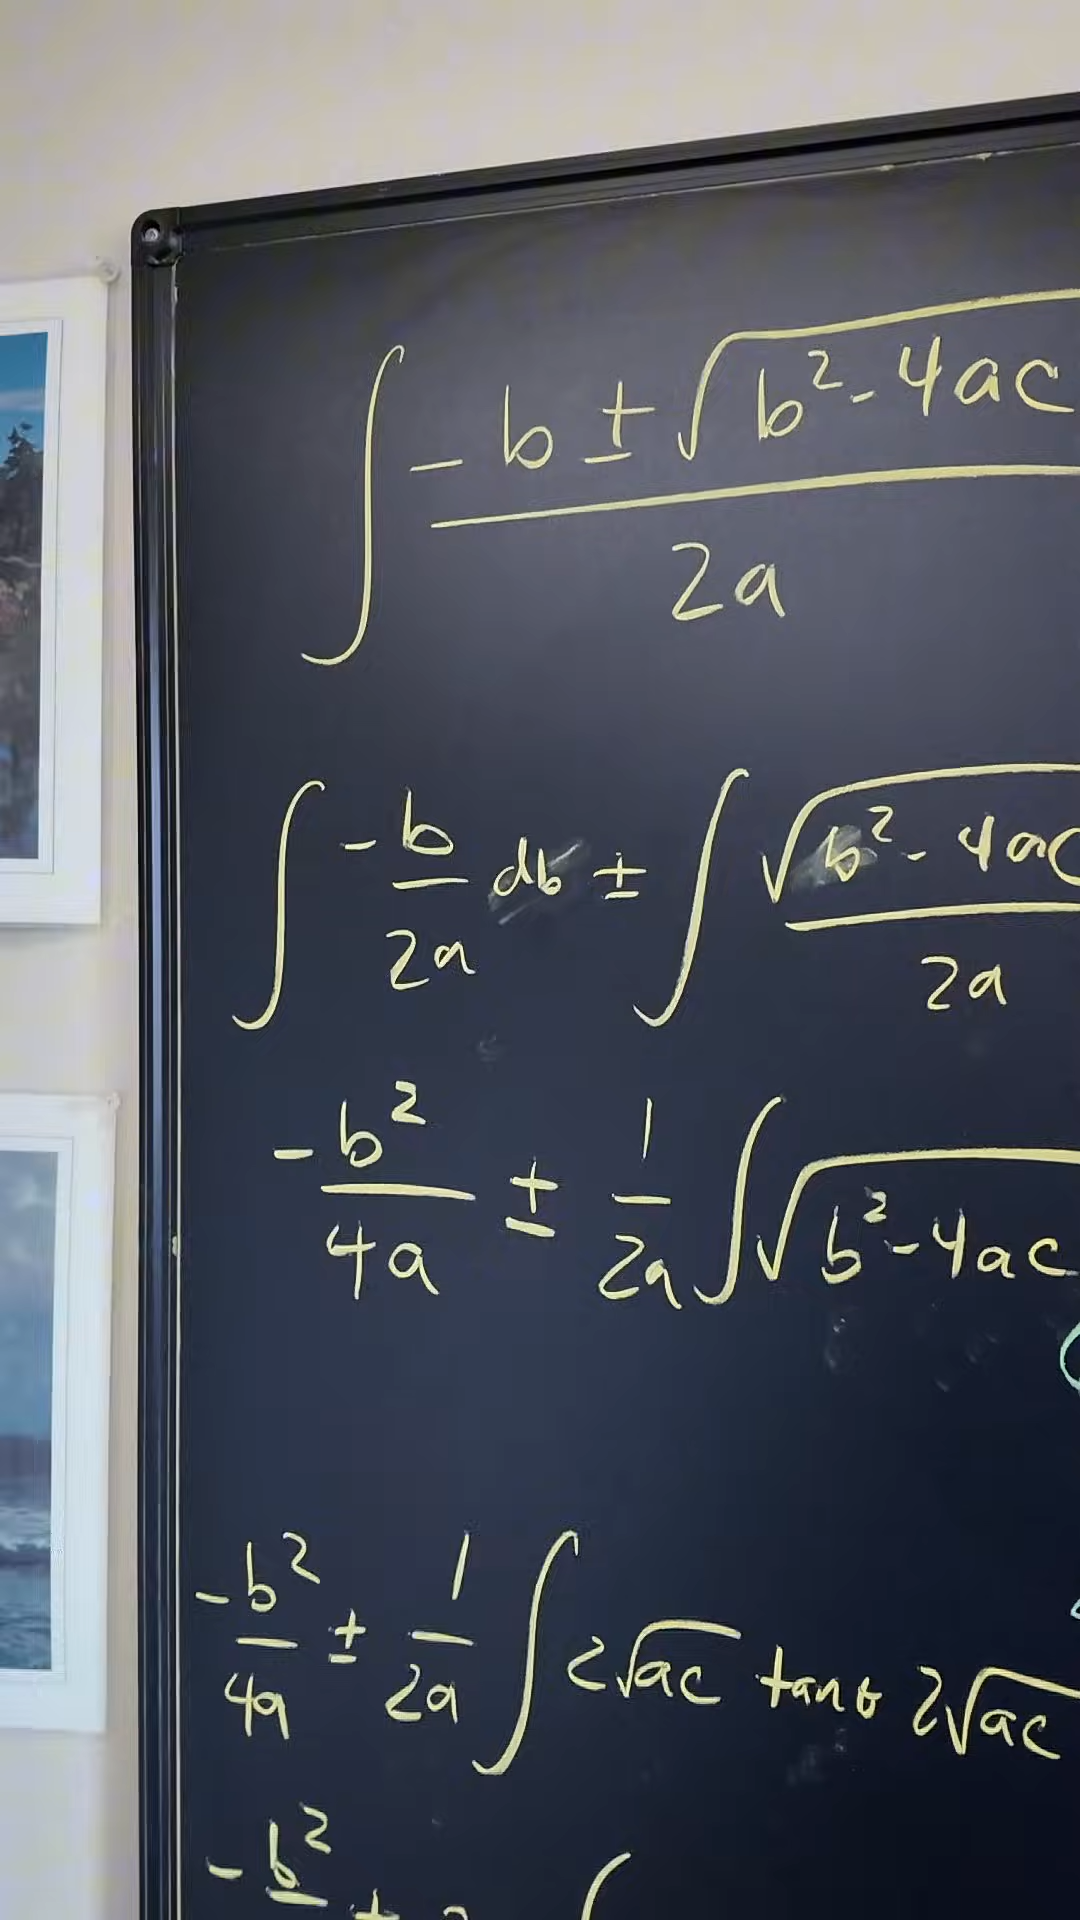 ∫ (-b ± √(b² - 4ac)) / 2a
∫ -b/2a db ± ∫ √(b² - 4ac) / 2a
-b²/4a ± 1/2a ∫ √(b² - 4ac)
-b²/4a ± 1/2a ∫ 2√ac tanθ 2√ac
-b² ± ∫